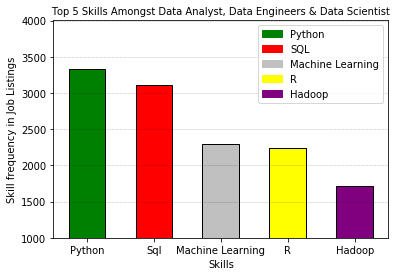 Top 5 Skills Amongst Data Analyst, Data Engineers & Data Scientist
Skill frequency in Job Listings
4000
3500
3000
2500
2000
1500
1000
Python
SQL
Machine Learning
R
Hadoop
Python
Sql
Machine Learning
R
Hadoop
Skills